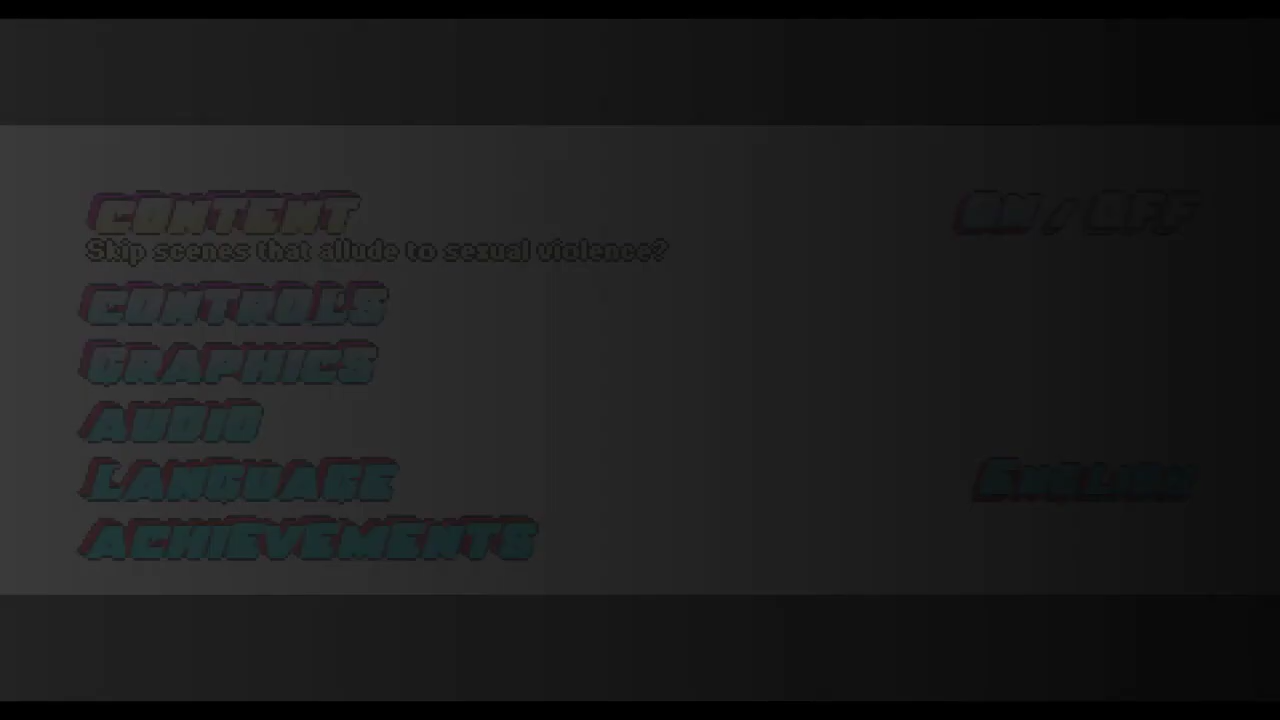 CONTENT ON / OFF
Skip scenes that allude to sexual violence?
CONTROLS
GRAPHICS
AUDIO
LANGUAGE ENGLISH
ACHIEVEMENTS